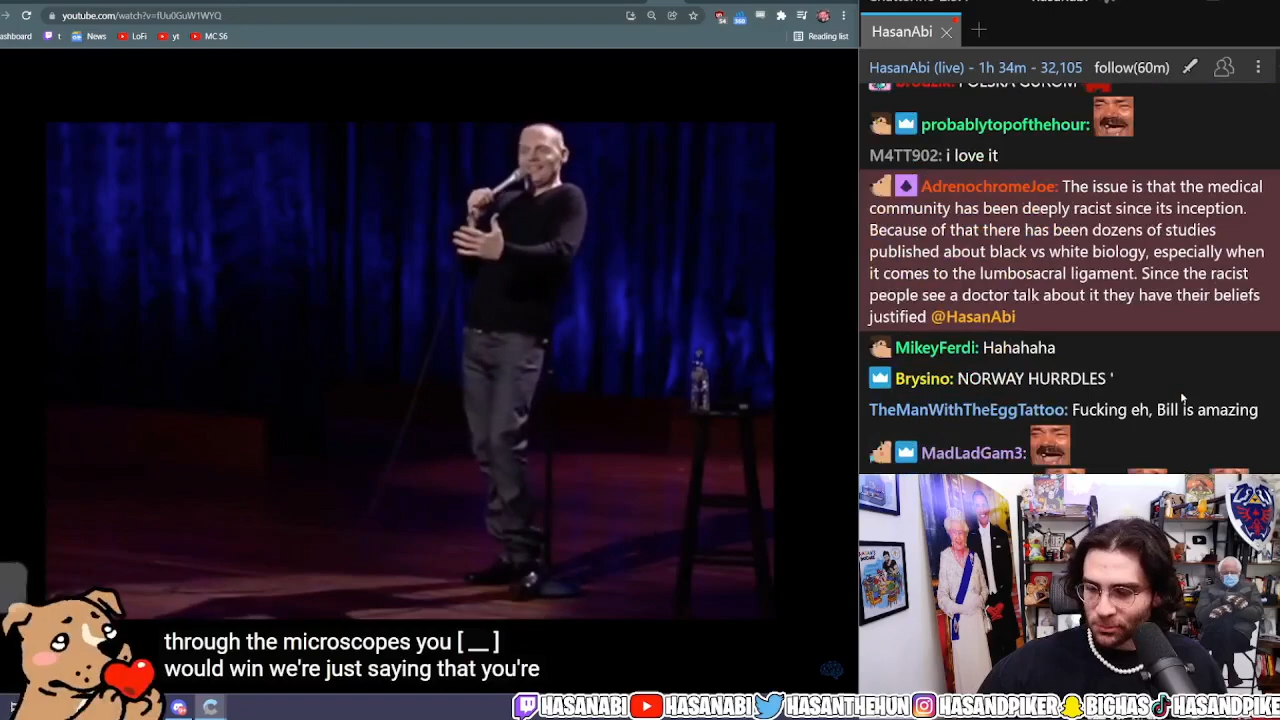 youtube.com/watch?v=fUu0GuW1WYQ
ashboard t News LoFi yt MC S6 Reading list
HasanAbi
HasanAbi (live) - 1h 34m - 32,105 follow(60m)
probablytopofthehour:
M4TT902: i love it
AdrenochromeJoe: The issue is that the medical
community has been deeply racist since its inception.
Because of that there has been dozens of studies
published about black vs white biology, especially when
it comes to the lumbosacral ligament. Since the racist
people see a doctor talk about it they have their beliefs
justified @HasanAbi
MikeyFerdi: Hahahaha
Brysino: NORWAY HURRDLES '
TheManWithTheEggTattoo: Fucking eh, Bill is amazing
MadLadGam3:
through the microscopes you [ __ ]
would win we're just saying that you're
HASANABI HASANABI HASANTHEHUN HASANDPIKER BIGHAS HASANDPIKE